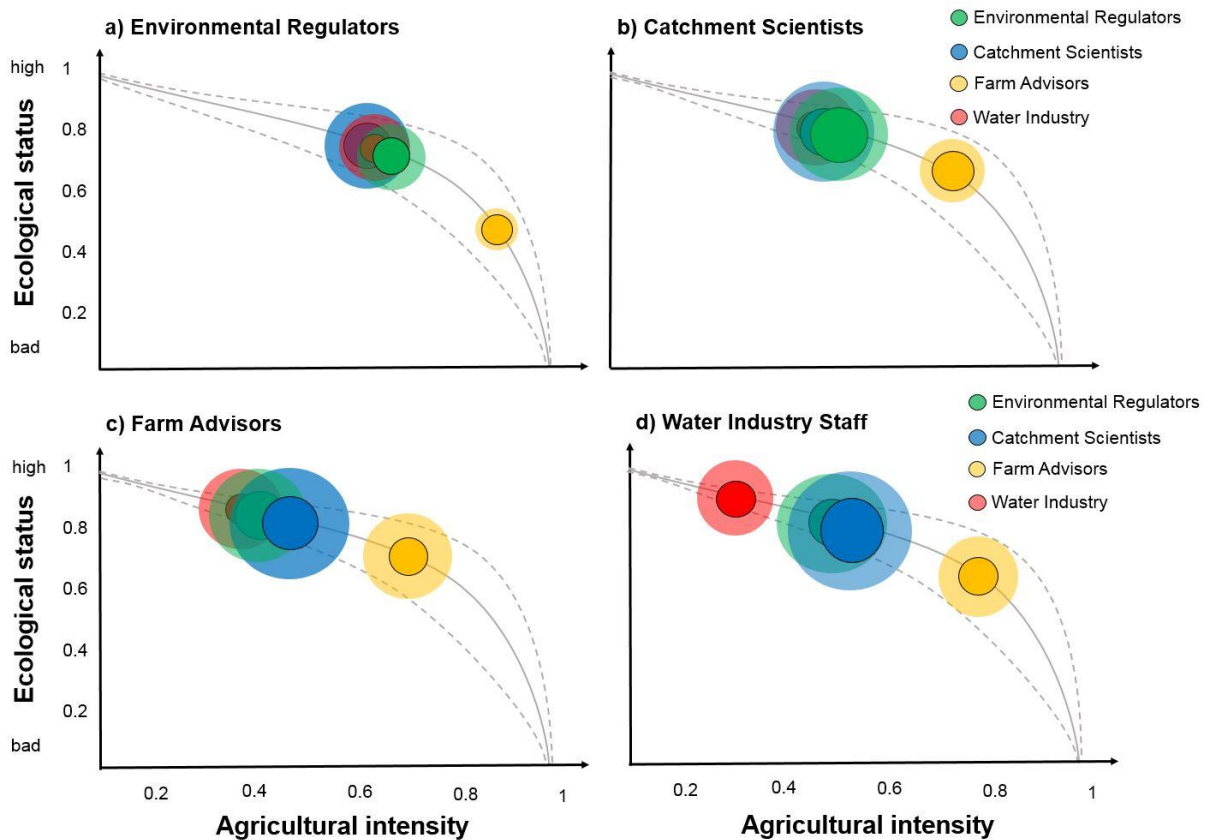 a) Environmental Regulators
high 1
0.8
0.6
0.4
0.2
bad
Ecological status
b) Catchment Scientists
Environmental Regulators
Catchment Scientists
Farm Advisors
Water Industry
c) Farm Advisors
high 1
0.8
0.6
0.4
0.2
bad
Ecological status
0.2 0.4 0.6 0.8 1
Agricultural intensity
d) Water Industry Staff
Environmental Regulators
Catchment Scientists
Farm Advisors
Water Industry
0.2 0.4 0.6 0.8 1
Agricultural intensity